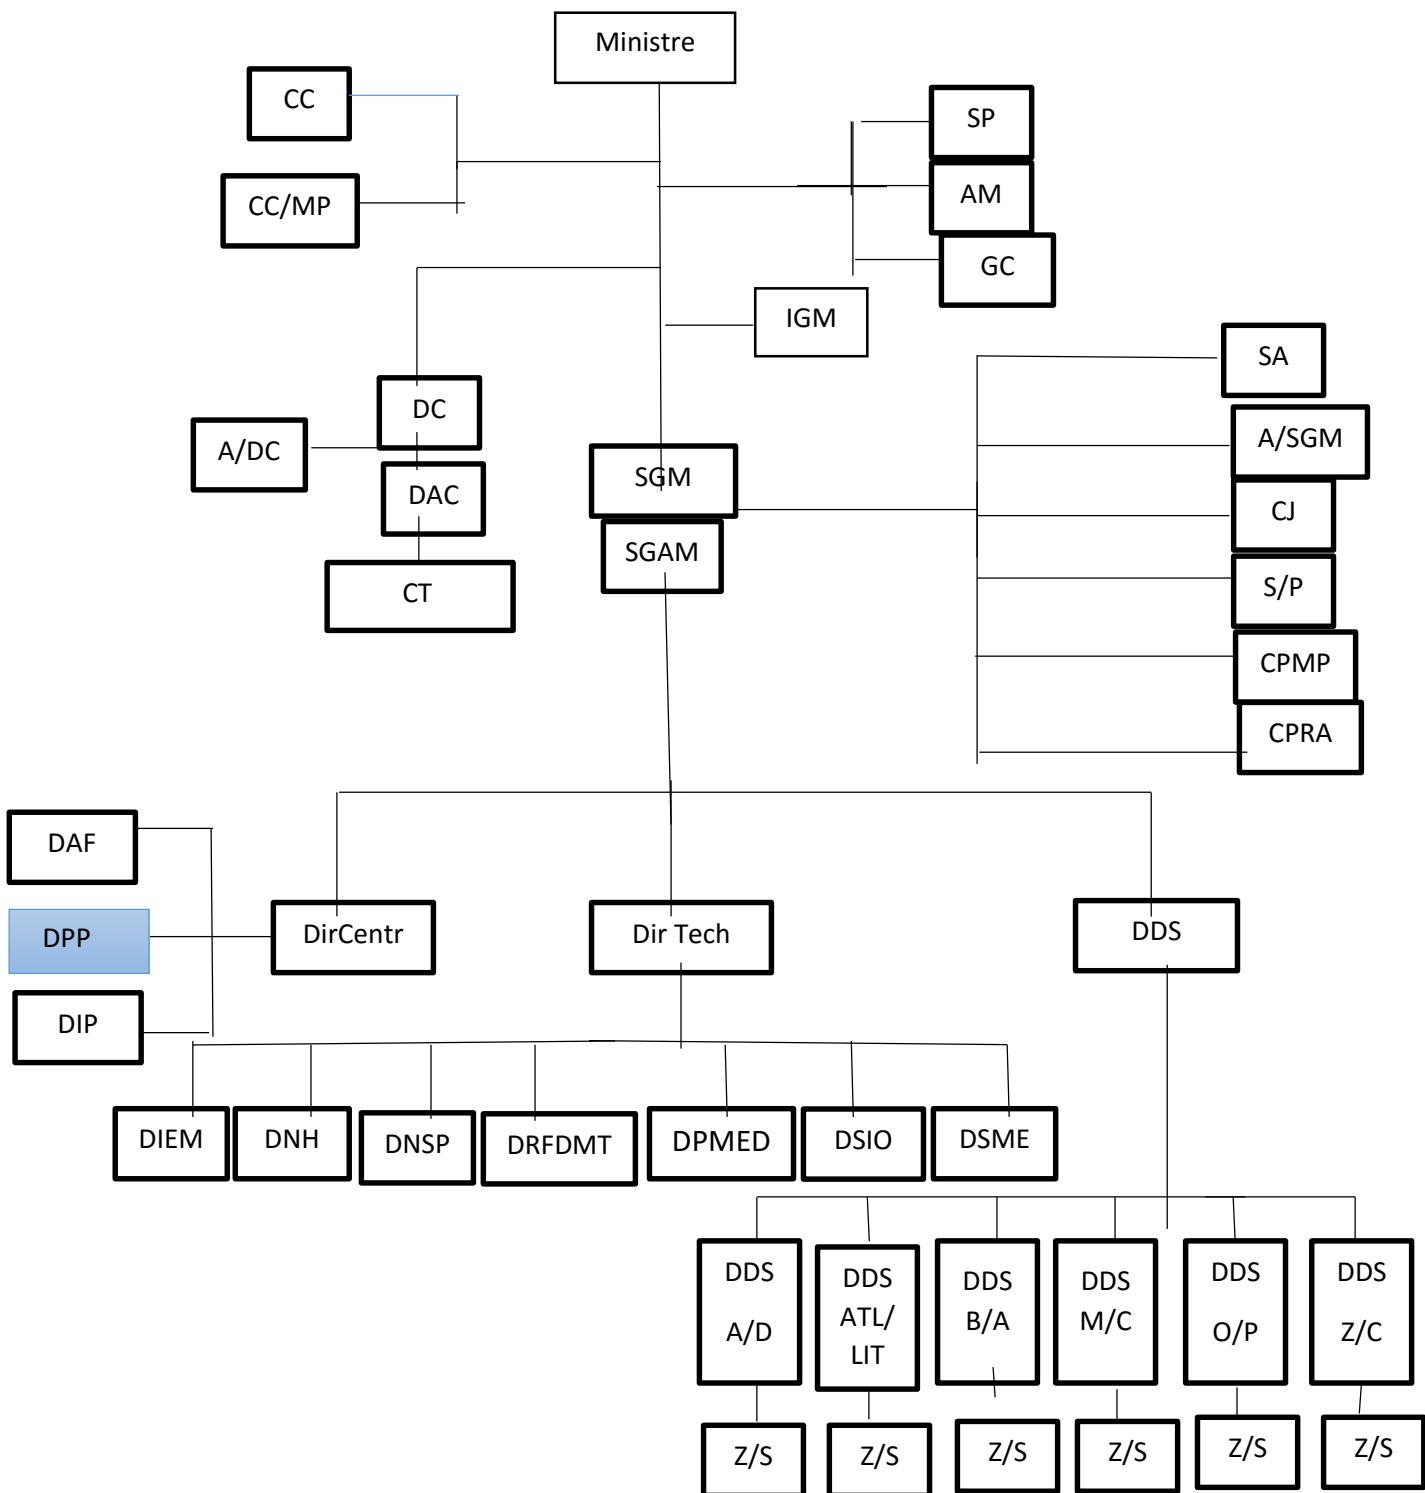 Ministre
CC
SP
AM
CC/MP
GC
IGM
SA
DC
A/DC
A/SGM
SGM
DAC
CJ
SGAM
CT
S/P
CPMP
CPRA
DAF
DPP
DirCentr
Dir Tech
DDS
DIP
DIEM
DNH
DNSP
DRFDMT
DPMED
DSIO
DSME
DDS
A/D
DDS
ATL/
LIT
DDS
B/A
DDS
M/C
DDS
O/P
DDS
Z/C
Z/S
Z/S
Z/S
Z/S
Z/S
Z/S